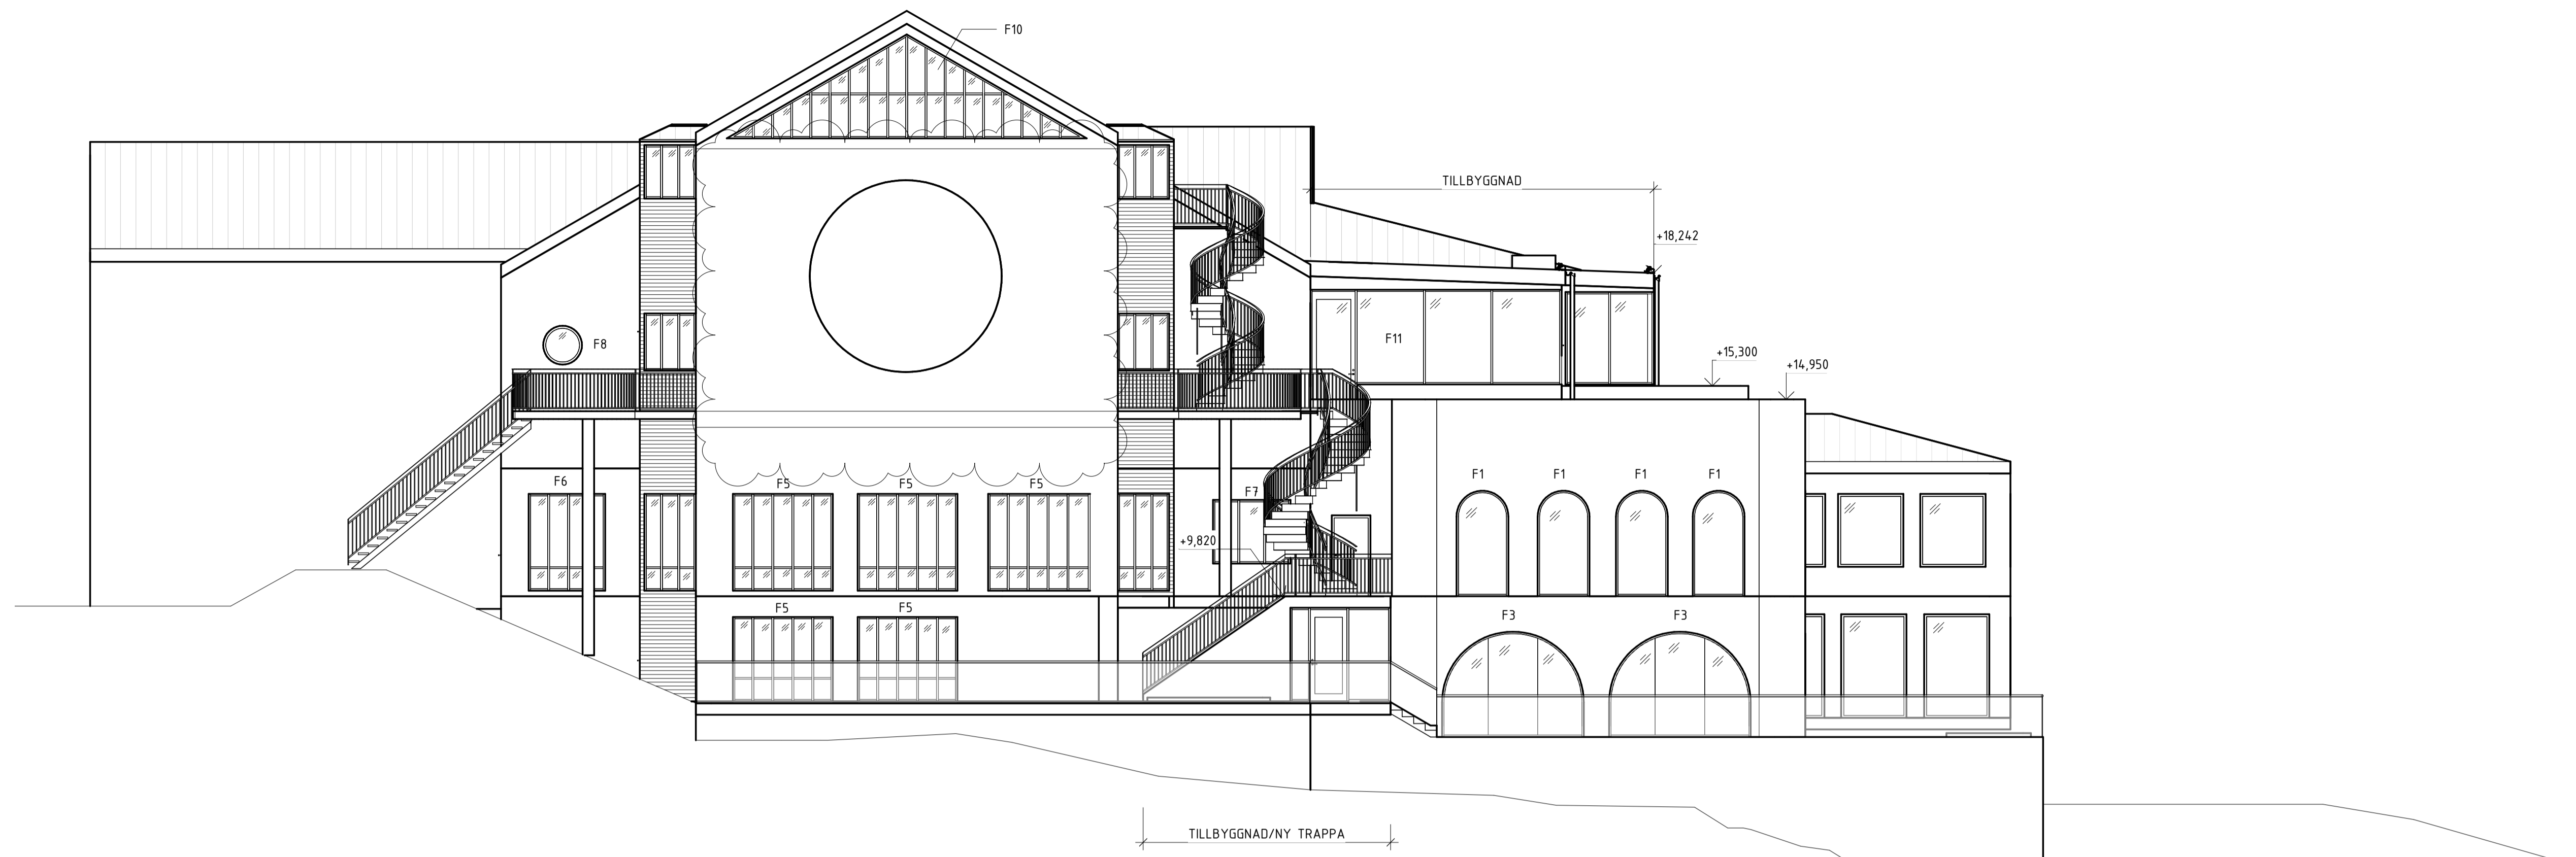 F10
TILLBYGGNAD
+18,242
F8
F11
+15,300
+14,950
F6
F5
F5
F5
F7
F1
F1
F1
F1
+9,820
F5
F5
F3
F3
TILLBYGGNAD/NY TRAPPA